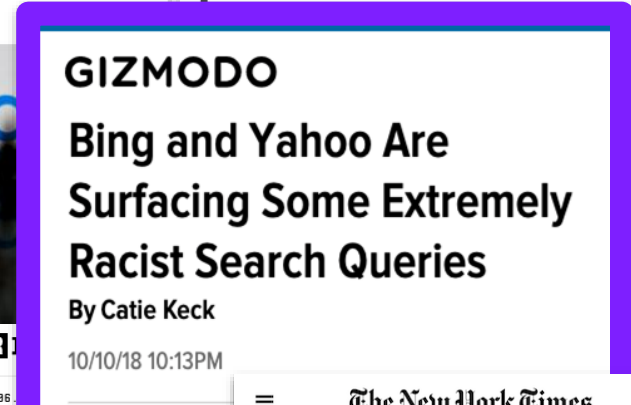 GIZMODO
Bing and Yahoo Are
Surfacing Some Extremely
Racist Search Queries
By Catie Keck
10/10/18 10:13PM
The New York Times